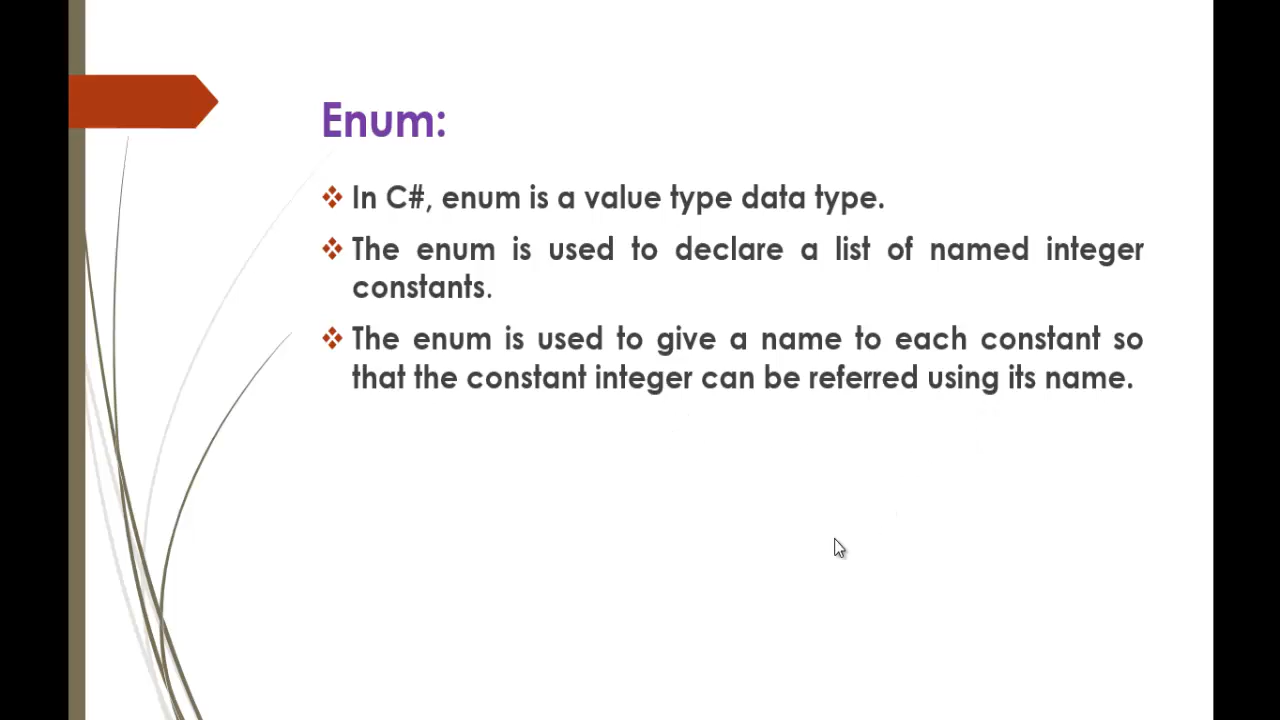 Enum:
In C#, enum is a value type data type.
The enum is used to declare a list of named integer
constants.
The enum is used to give a name to each constant so
that the constant integer can be referred using its name.